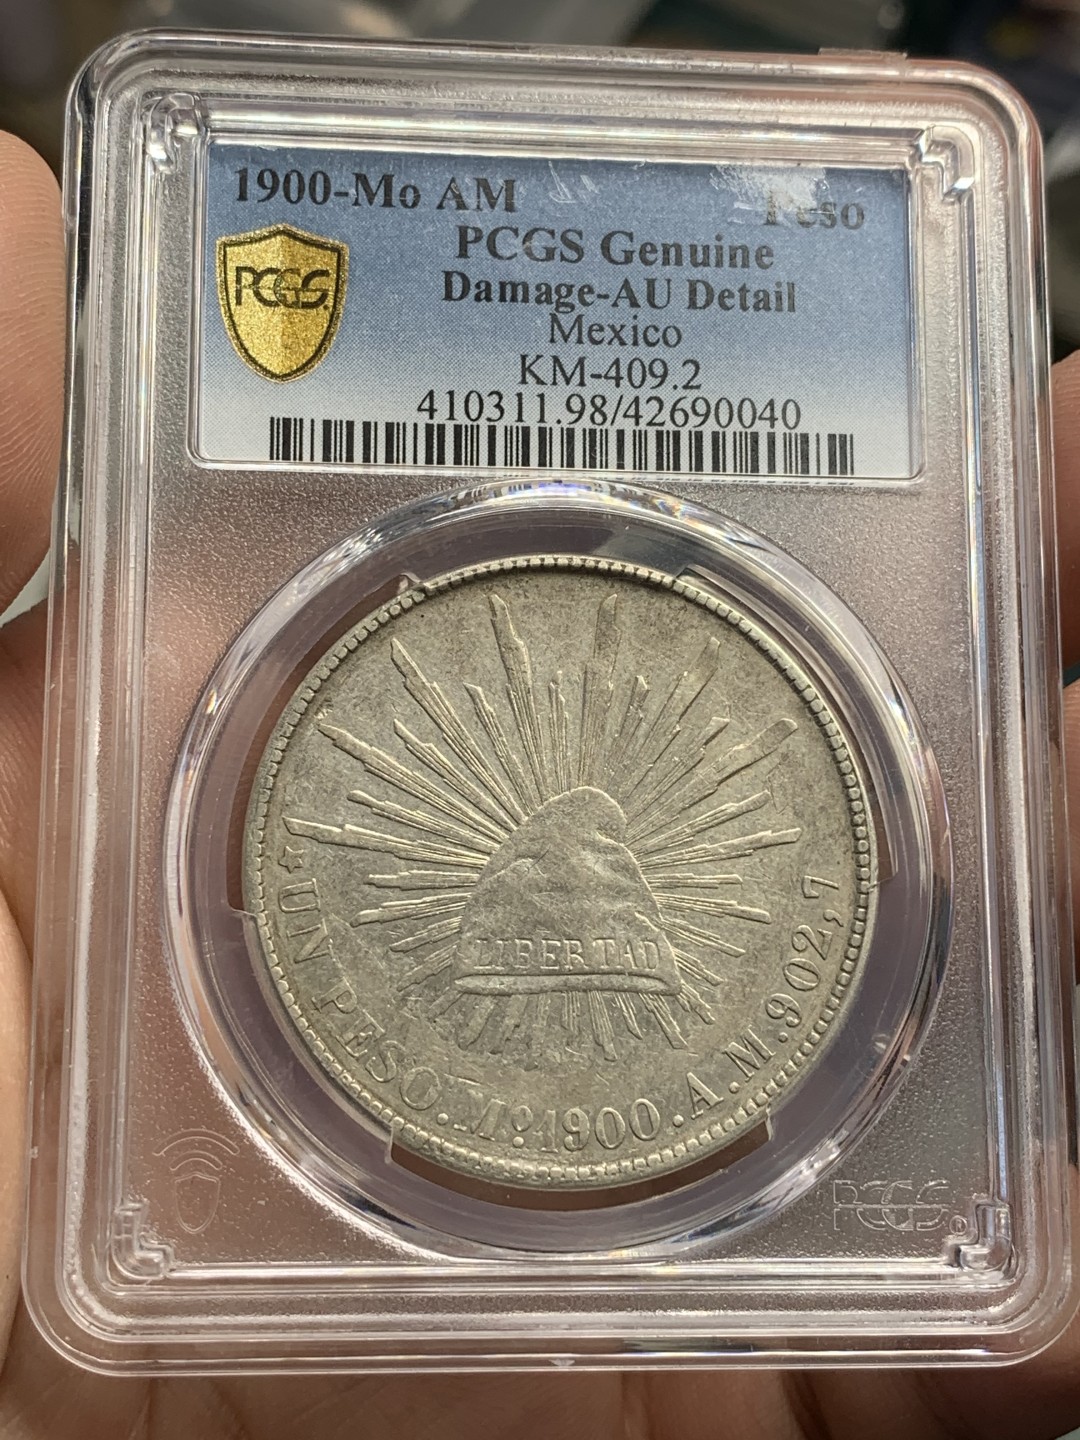 1900-Mo AM Peso
PCGS Genuine
Damage-AU Detail
Mexico
KM-409.2
410311.98/42690040
PCGS
LIBERTAD
UN PESO. Mo. 1900. A. M. 902,7
PCGS